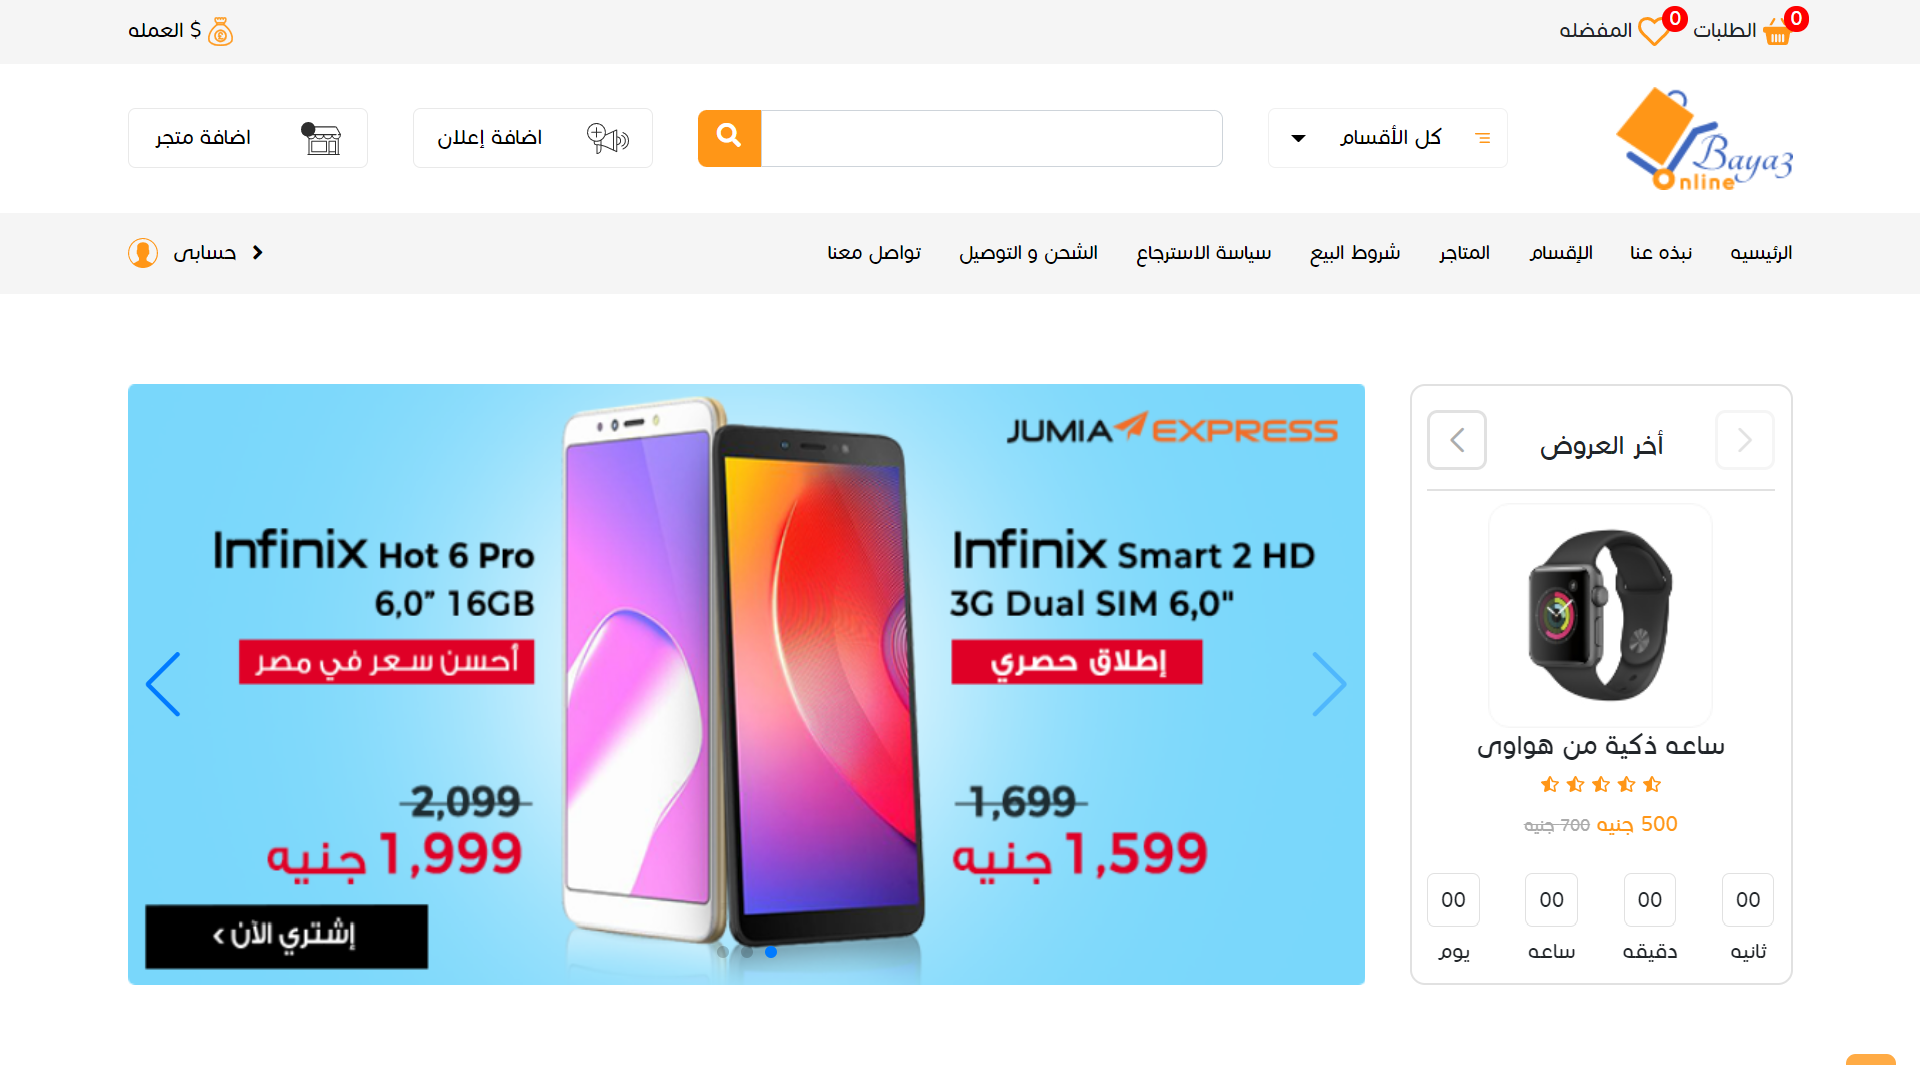 0 الطلبات 0 المفضله
$ العمله
Baya3
Online
كل الأقسام
اضافة إعلان
اضافة متجر
الرئيسيه نبذه عنا الإقسام المتاجر شروط البيع سياسة الاسترجاع الشحن و التوصيل تواصل معنا
حسابى
أخر العروض
ساعه ذكية من هواوى
500 جنيه 700 جنيه
00 00 00 00
ثانيه دقيقه ساعه يوم
JUMIA EXPRESS
Infinix Smart 2 HD
3G Dual SIM 6,0"
إطلاق حصري
1,699
1,599 جنيه
Infinix Hot 6 Pro
6,0” 16GB
أحسن سعر في مصر
2,099
1,999 جنيه
إشتري الآن >